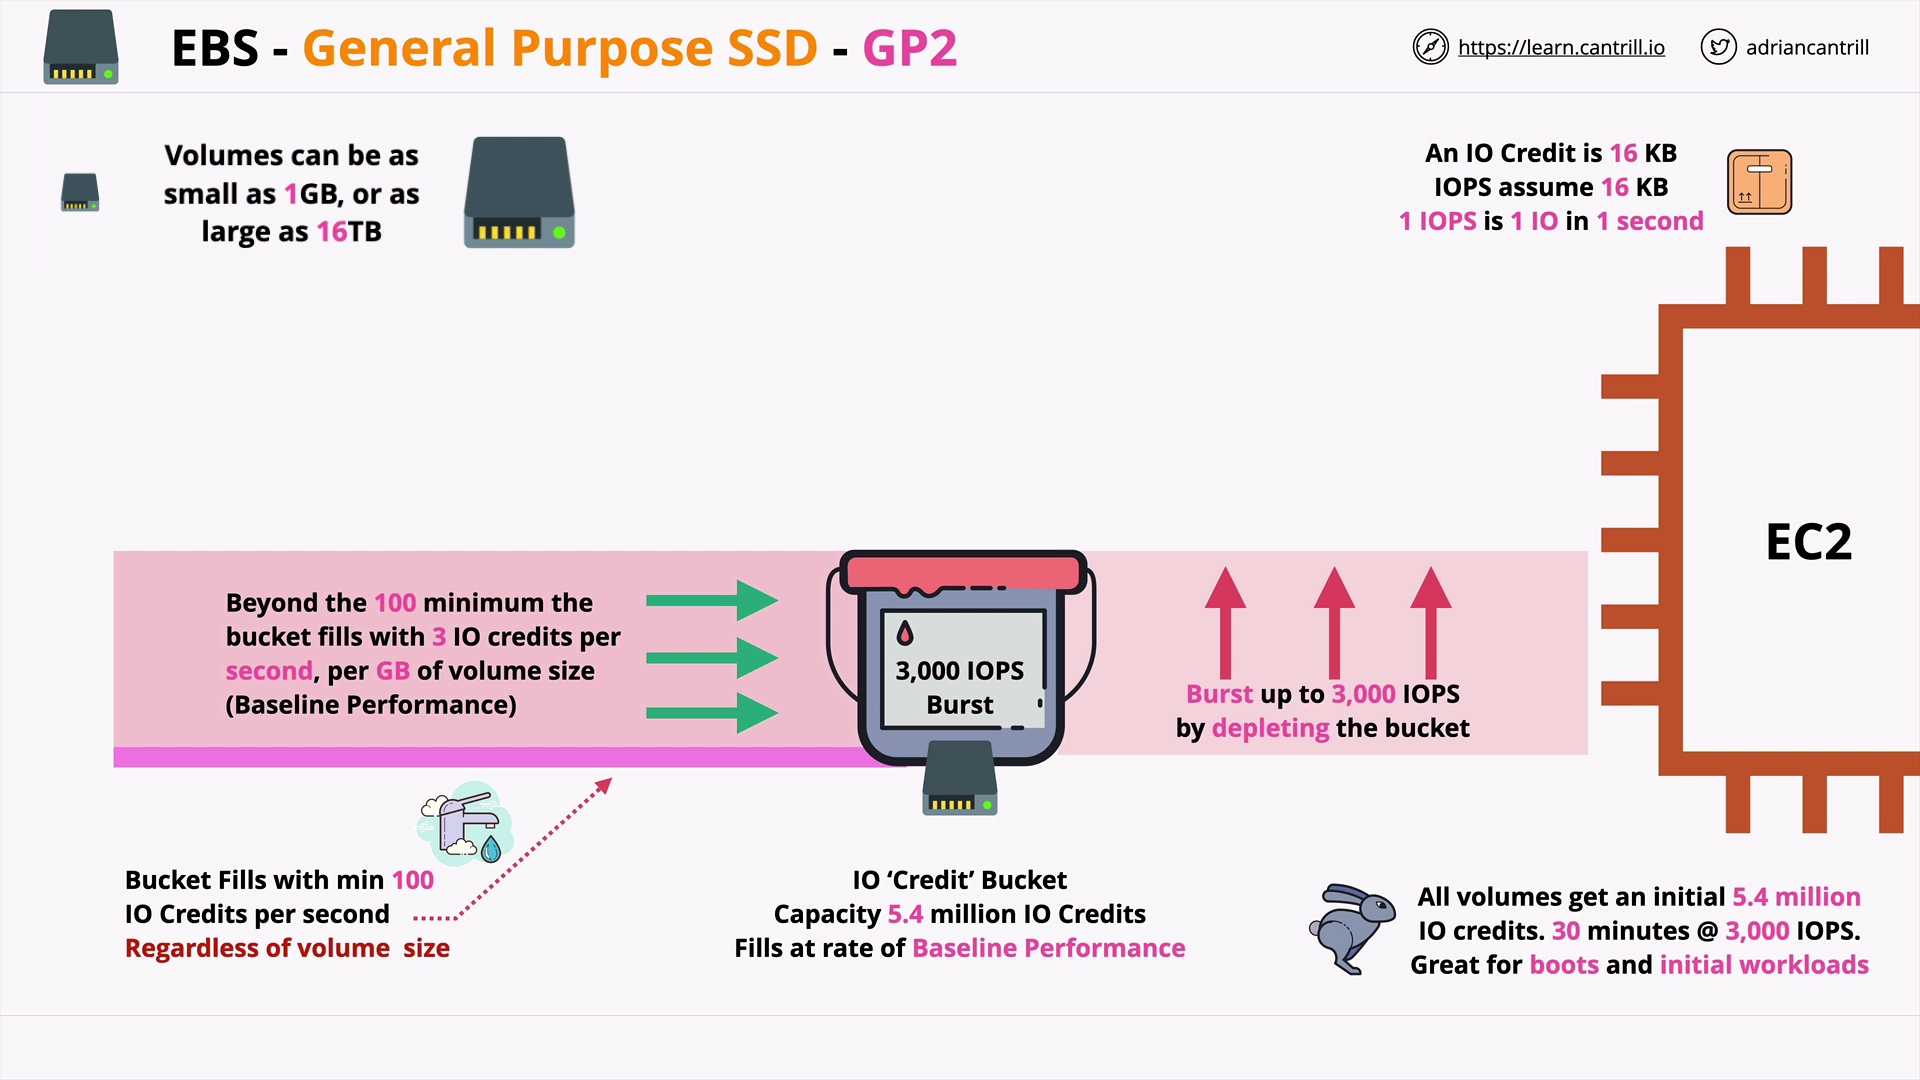 EBS - General Purpose SSD - GP2
https://learn.cantrill.io
adriancantrill
Volumes can be as
small as 1GB, or as
large as 16TB
An IO Credit is 16 KB
IOPS assume 16 KB
1 IOPS is 1 IO in 1 second
EC2
Beyond the 100 minimum the
bucket fills with 3 IO credits per
second, per GB of volume size
(Baseline Performance)
3,000 IOPS
Burst
Burst up to 3,000 IOPS
by depleting the bucket
Bucket Fills with min 100
IO Credits per second
Regardless of volume size
IO ‘Credit’ Bucket
Capacity 5.4 million IO Credits
Fills at rate of Baseline Performance
All volumes get an initial 5.4 million
IO credits. 30 minutes @ 3,000 IOPS.
Great for boots and initial workloads